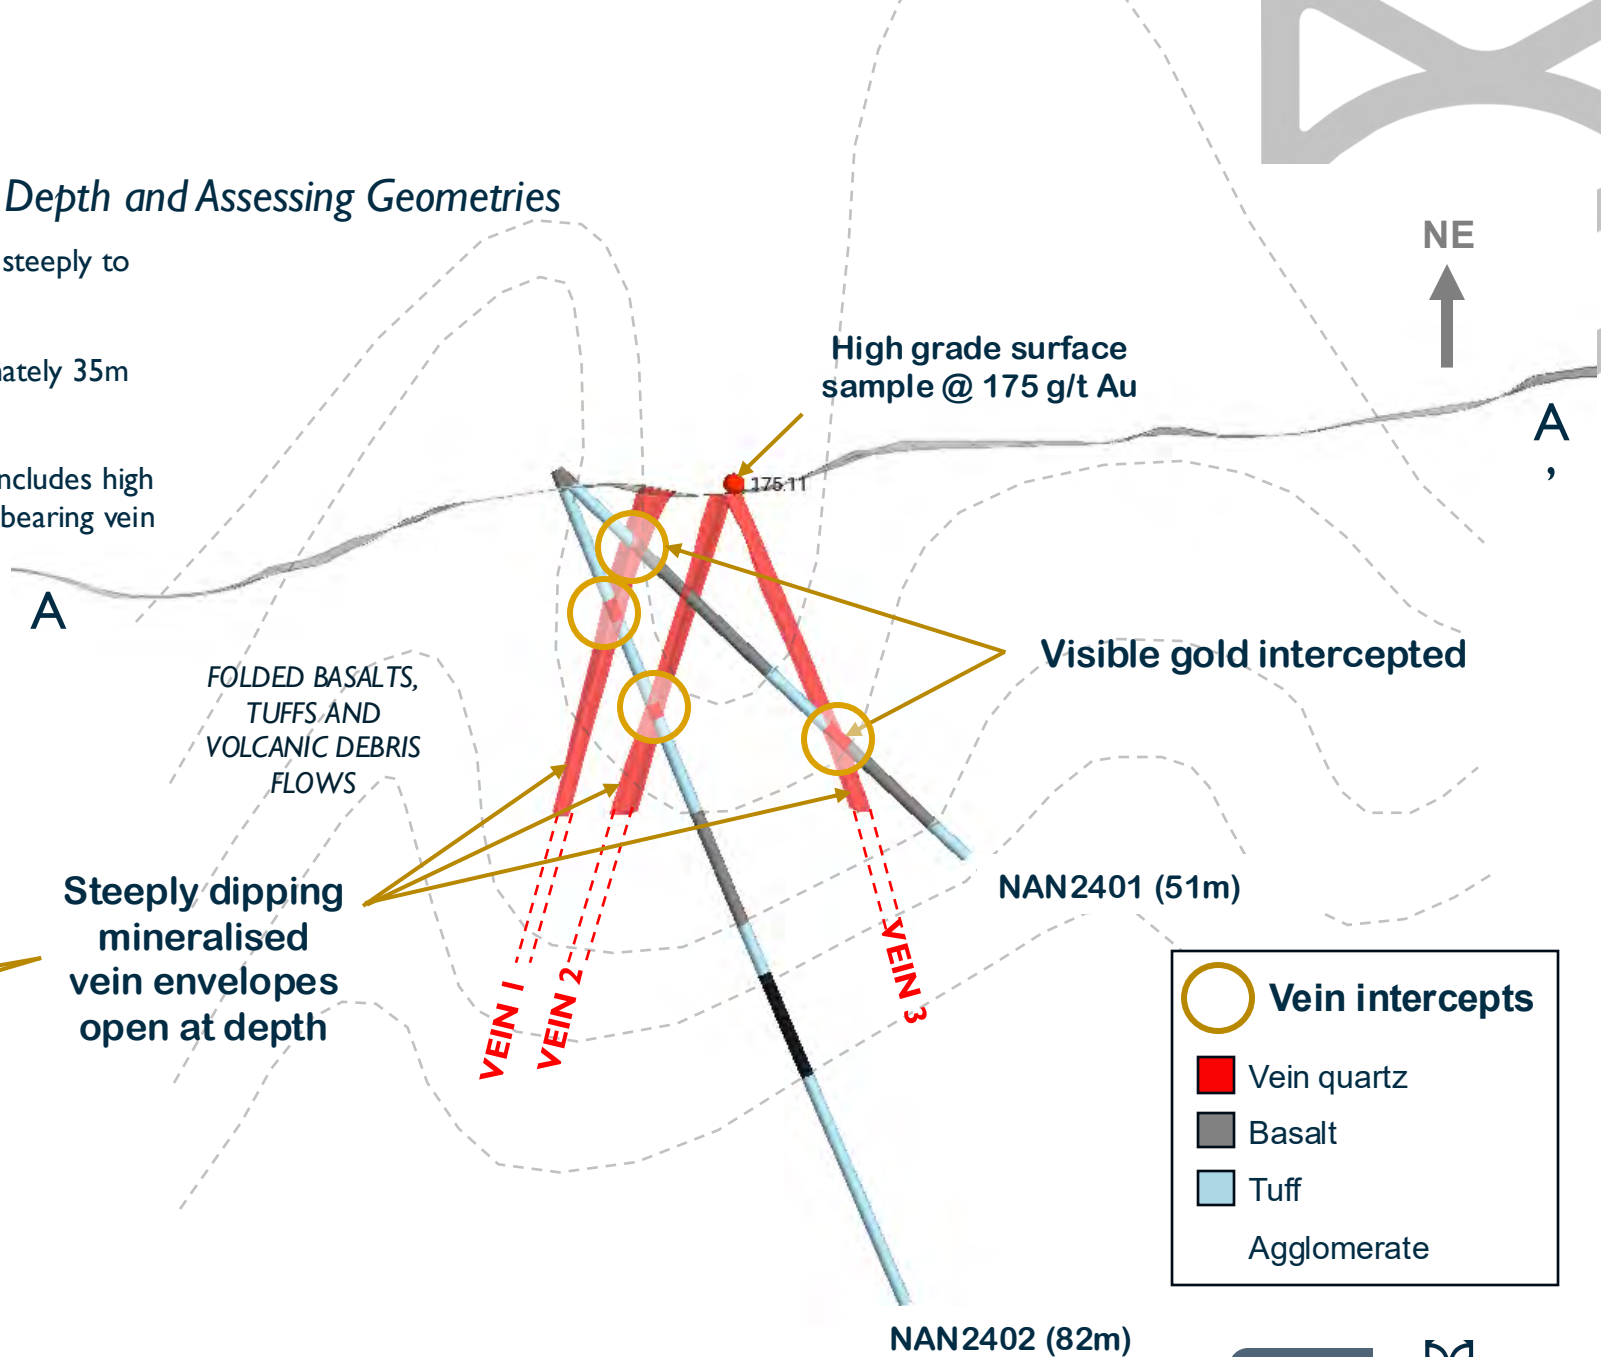 Depth and Assessing Geometries
steeply to
NE
High grade surface
sample @ 175 g/t Au
35m
A
,
includes high
175.11
bearing vein
A
Visible gold intercepted
FOLDED BASALTS,
TUFFS AND
VOLCANIC DEBRIS
FLOWS
Steeply dipping
mineralised
vein envelopes
open at depth
NAN2401 (51m)
VEIN 1
VEIN 2
VEIN 3
Vein intercepts
Vein quartz
Basalt
Tuff
Agglomerate
NAN2402 (82m)